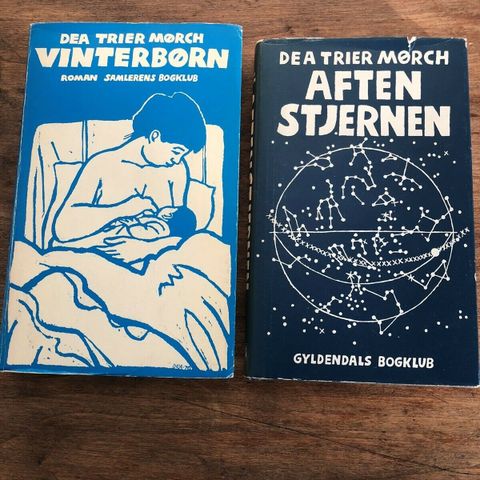 DEA TRIER MØRCH
VINTERBØRN
ROMAN SAMLERENS BOGKLUB
DEA TRIER MØRCH
AFTEN
STJERNEN
GYLDENDALS BOGKLUB